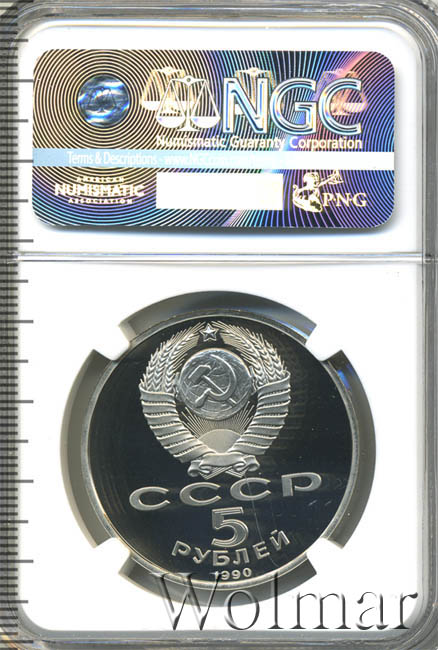 NGC
Numismatic Guaranty Corporation
Terms & Descriptions - www.NGCcoin.com
AMERICAN
NUMISMATIC
ASSOCIATION
PNG
СССР
5
РУБЛЕЙ
1990
Wolmar